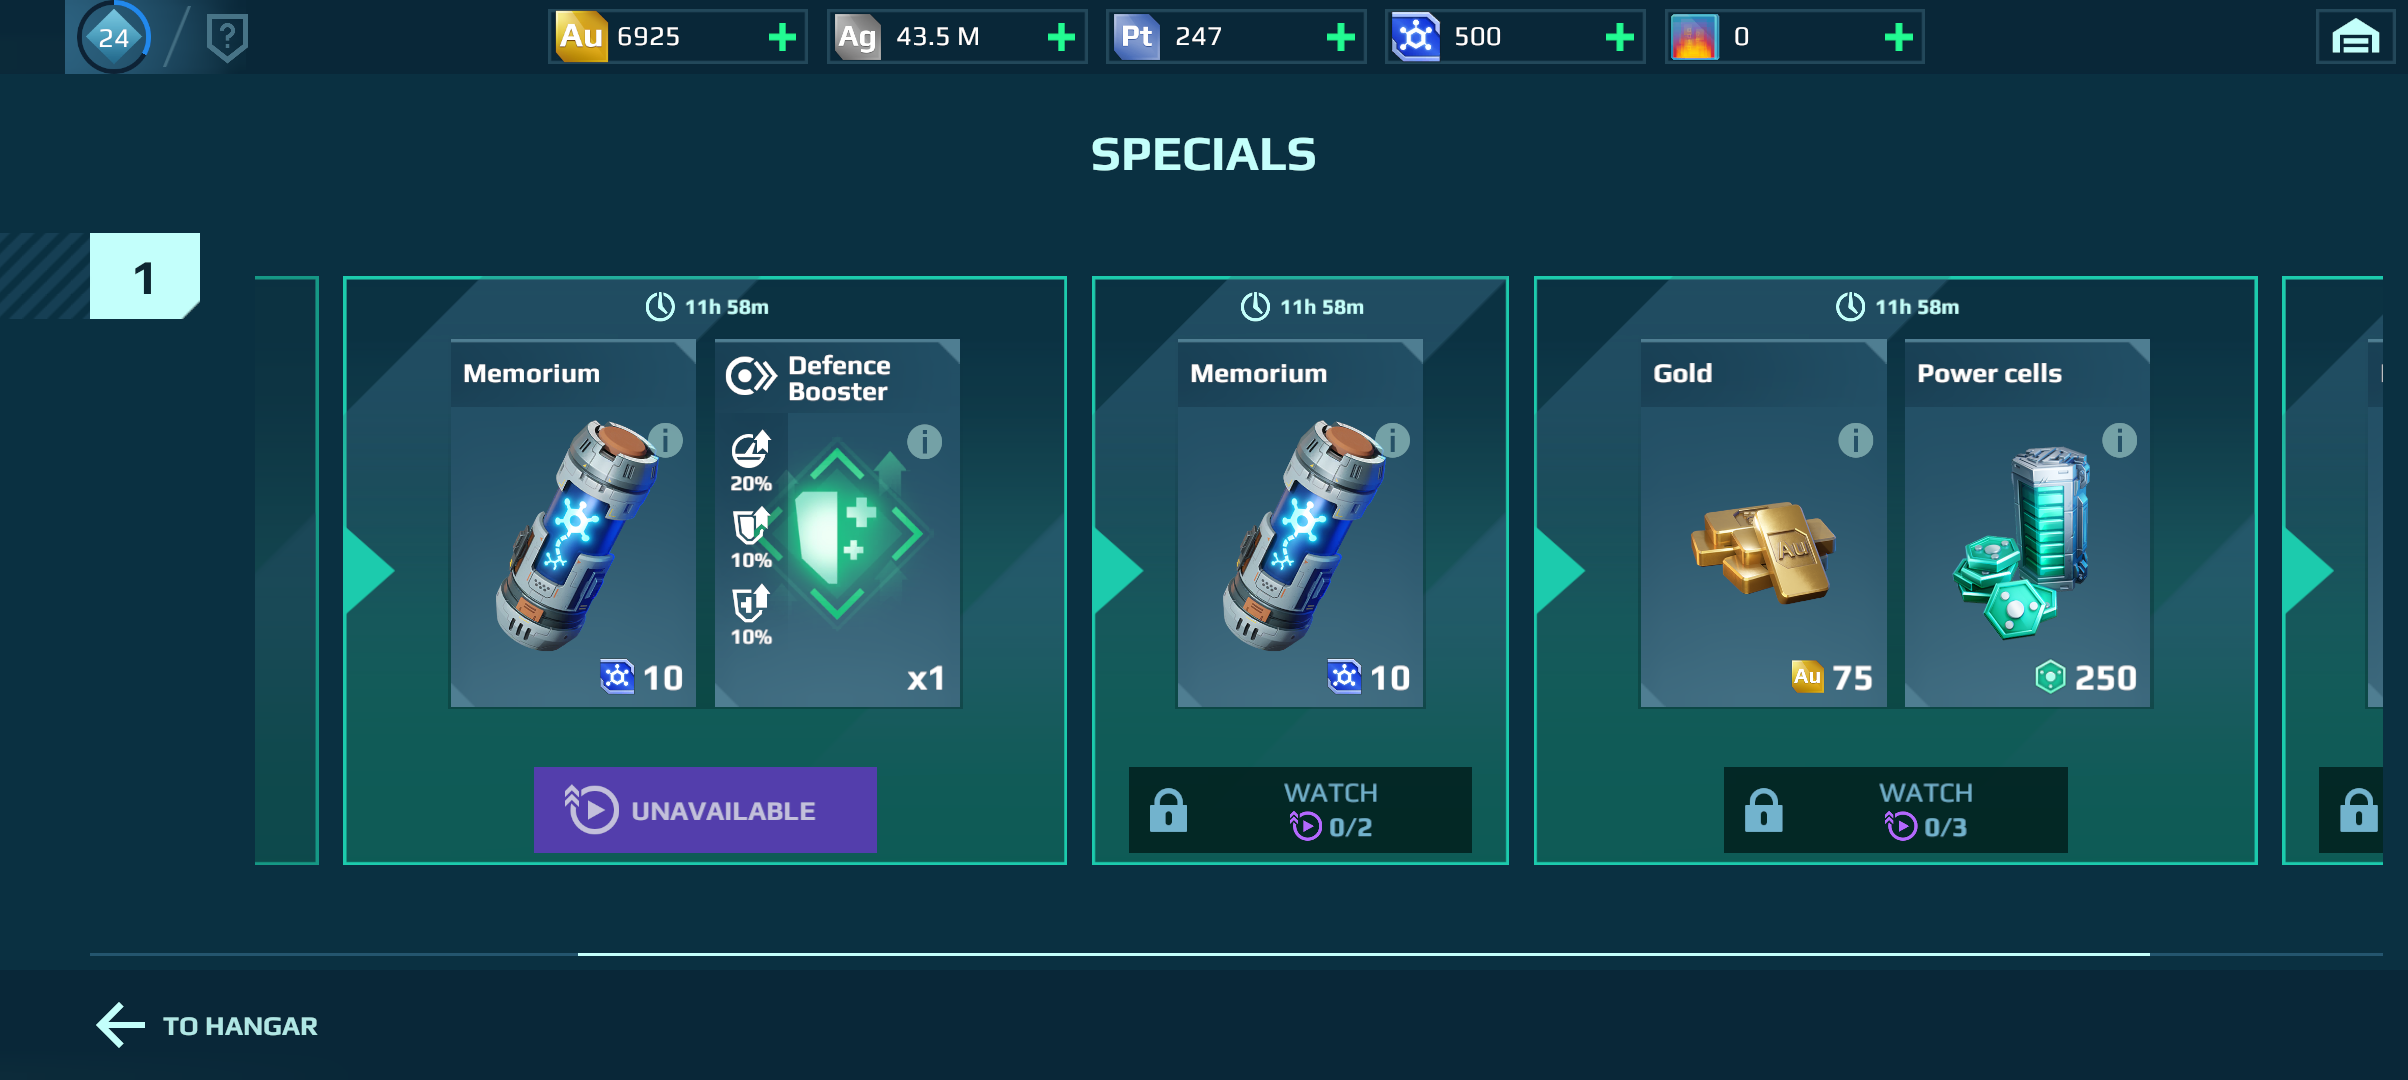 24
?
Au 6925
Ag 43.5 M
Pt 247
500
0
SPECIALS
1
11h 58m
Memorium
i
10
Defence
Booster
i
20%
10%
10%
x1
UNAVAILABLE
11h 58m
Memorium
i
10
WATCH
0/2
11h 58m
Gold
i
Au
Au 75
Power cells
i
250
WATCH
0/3
TO HANGAR